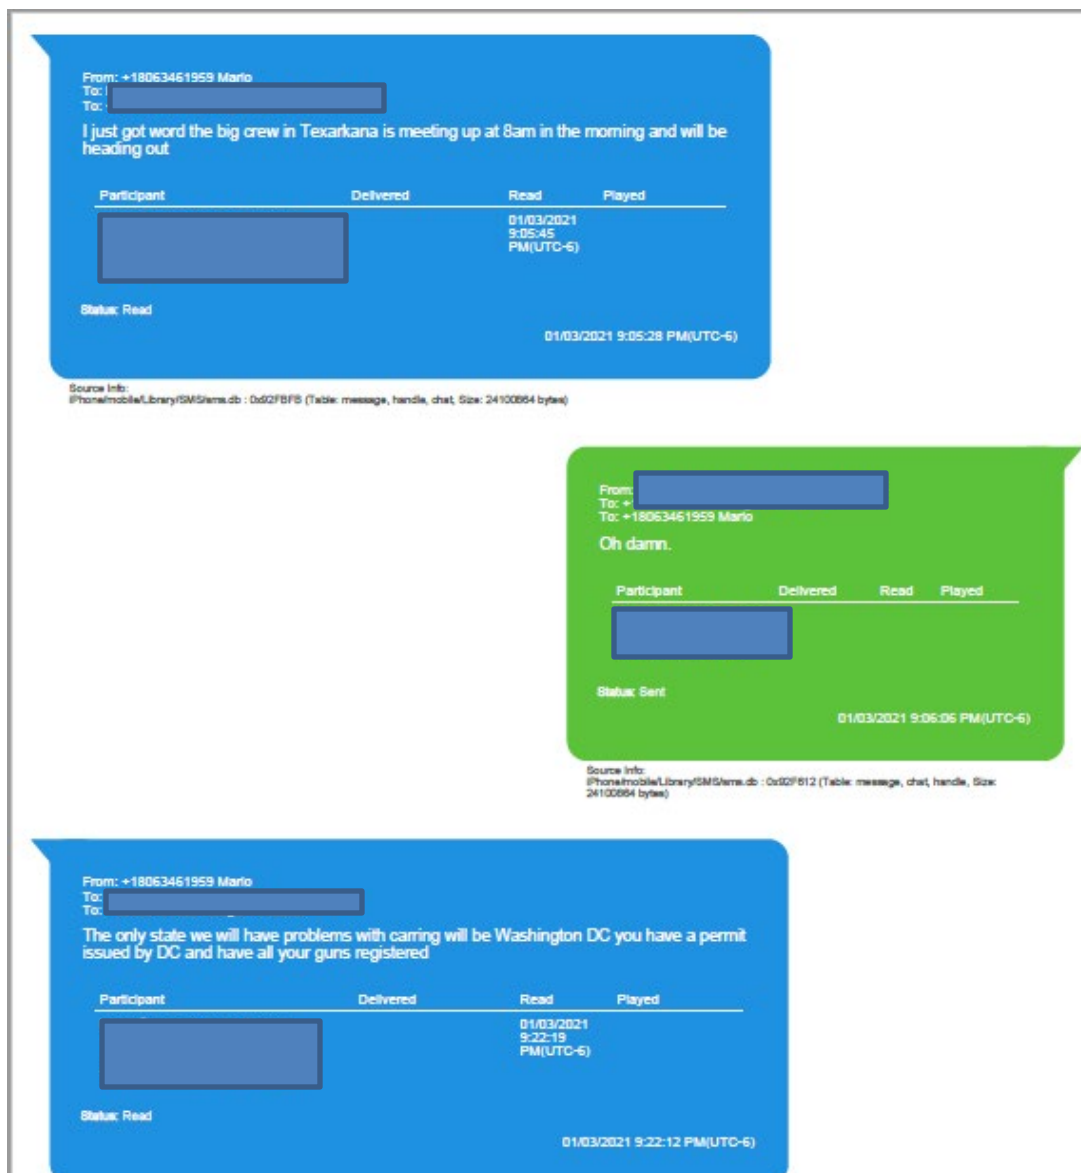 From: +18063461959 Mario
To:
To:
I just got word the big crew in Texarkana is meeting up at 8am in the morning and will be
heading out
Participant Delivered Read Played
01/03/2021
9:05:45
PM(UTC-6)
Status: Read
01/03/2021 9:05:28 PM(UTC-6)
Source Info:
iPhone/mobile/Library/SMS/sms.db : 0x92FBFB (Table: message, handle, chat, Size: 24100864 bytes)
From:
To: +
To: +18063461959 Mario
Oh damn.
Participant Delivered Read Played
Status: Sent
01/03/2021 9:06:06 PM(UTC-6)
Source Info:
iPhone/mobile/Library/SMS/sms.db : 0x92F612 (Table: message, chat, handle, Size:
24100864 bytes)
From: +18063461959 Mario
To:
To:
The only state we will have problems with carring will be Washington DC you have a permit
issued by DC and have all your guns registered
Participant Delivered Read Played
01/03/2021
9:22:19
PM(UTC-6)
Status: Read
01/03/2021 9:22:12 PM(UTC-6)